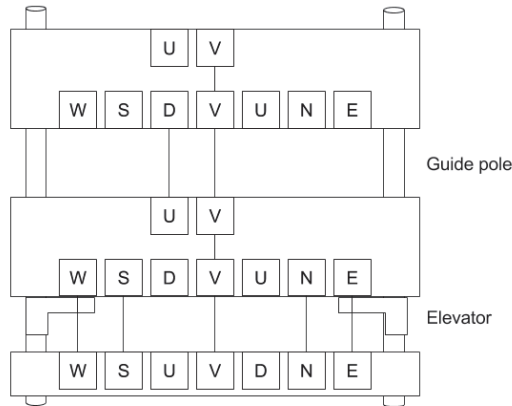 U V
W S D V U N E
Guide pole
U V
W S D V U N E
Elevator
W S U V D N E